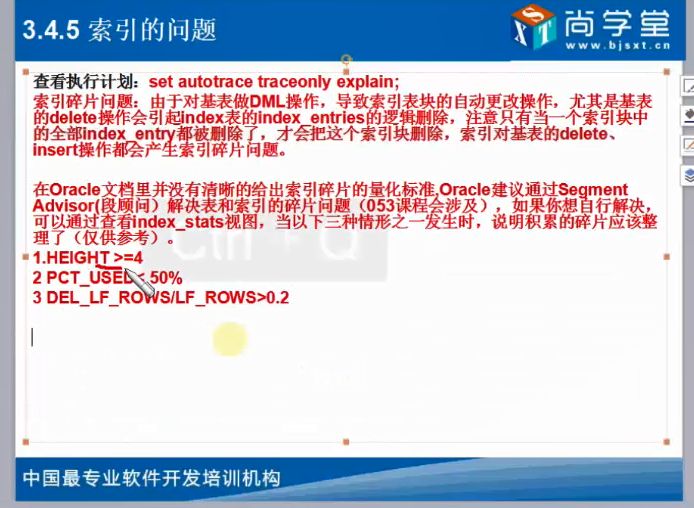 3.4.5 索引的问题
尚学堂
www.bjsxt.cn
查看执行计划：set autotrace traceonly explain;
索引碎片问题：由于对基表做DML操作，导致索引表块的自动更改操作，尤其是基表
的delete操作会引起index表的index_entries的逻辑删除，注意只有当一个索引块中
的全部index_entry都被删除了，才会把这个索引块删除，索引对基表的delete、
insert操作都会产生索引碎片问题。
在Oracle文档里并没有清晰的给出索引碎片的量化标准,Oracle建议通过Segment
Advisor(段顾问）解决表和索引的碎片问题（053课程会涉及），如果你想自行解决，
可以通过查看index_stats视图，当以下三种情形之一发生时，说明积累的碎片应该整
理了（仅供参考）。
Ctrl + Q
1.HEIGHT >=4
2 PCT_USED< 50%
3 DEL_LF_ROWS/LF_ROWS>0.2
中国最专业软件开发培训机构